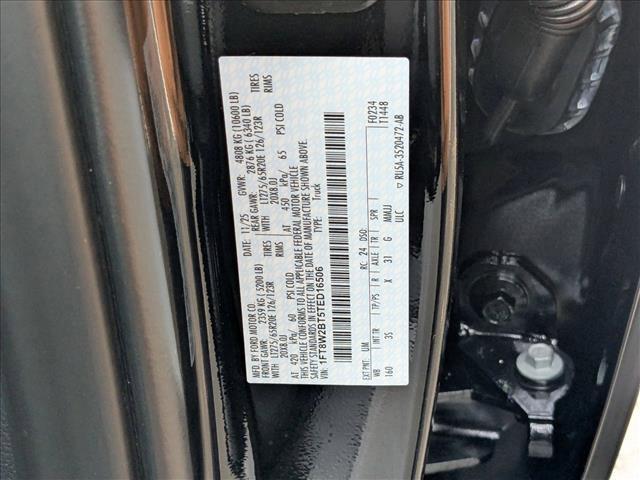 MFD. BY FORD MOTOR CO.
DATE: 11/25 GVWR: 4808 KG (10600 LB)
FRONT GAWR: 2359 KG (5200 LB) REAR GAWR: 2876 KG (6340 LB)
WITH LT275/65R20E 126/123R TIRES WITH LT275/65R20E 126/123R TIRES
20X8.0J RIMS 20X8.0J RIMS
AT 420 kPa/ 60 PSI COLD AT 450 kPa/ 65 PSI COLD
THIS VEHICLE CONFORMS TO ALL APPLICABLE FEDERAL MOTOR VEHICLE
SAFETY STANDARDS IN EFFECT ON THE DATE OF MANUFACTURE SHOWN ABOVE.
VIN: 1FT8W2BT5TED16506 TYPE: Truck
F0234
T1448
EXT PNT: UM RC: 24 DSO:
WB INT TR TP/PS R AXLE TR SPR
160 3S X 31 G MMJJ
ULC ▽ RU5A-3520472-AB